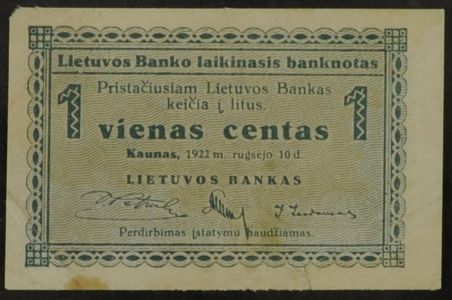 Lietuvos Banko laikinasis banknotas
Pristačiusiam Lietuvos Bankas
keičia į litus.
1 vienas centas 1
Kaunas, 1922 m. rugsėjo 10 d.
LIETUVOS BANKAS
Perdirbimas įstatymu baudžiamas.